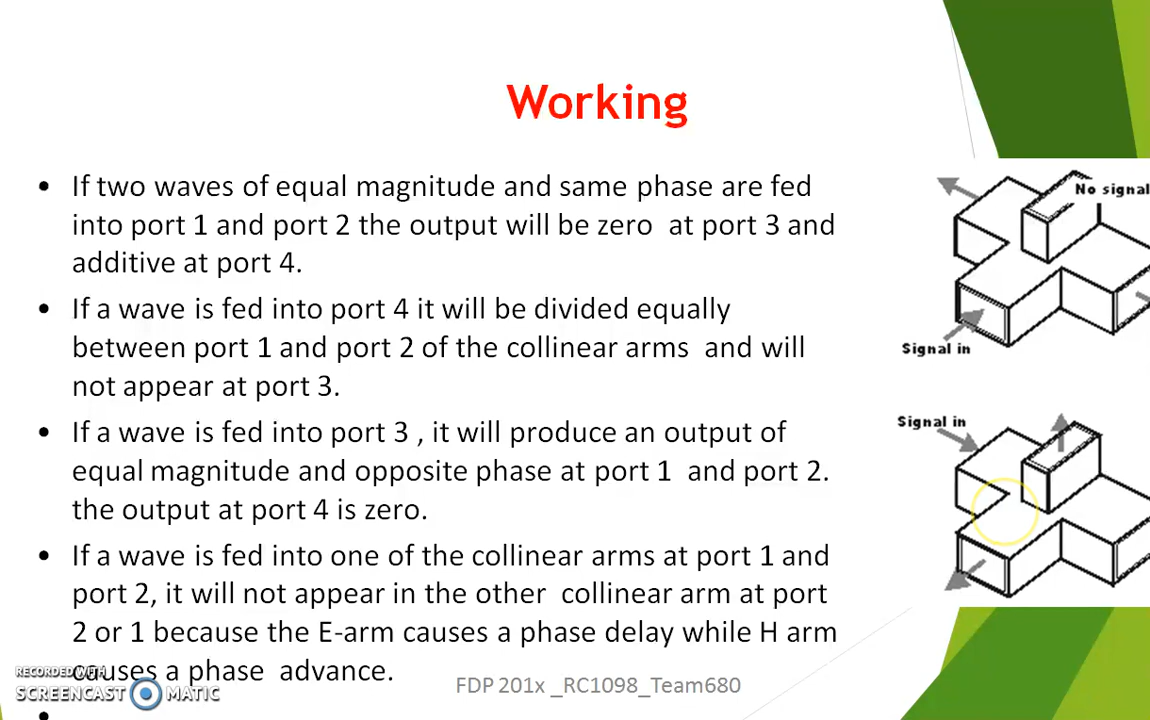 Working
• If two waves of equal magnitude and same phase are fed
into port 1 and port 2 the output will be zero at port 3 and
additive at port 4.
• If a wave is fed into port 4 it will be divided equally
between port 1 and port 2 of the collinear arms and will
not appear at port 3.
• If a wave is fed into port 3 , it will produce an output of
equal magnitude and opposite phase at port 1 and port 2.
the output at port 4 is zero.
• If a wave is fed into one of the collinear arms at port 1 and
port 2, it will not appear in the other collinear arm at port
2 or 1 because the E-arm causes a phase delay while H arm
causes a phase advance.
No signal
Signal in
Signal in
RECORDED WITH
SCREENCAST MATIC
FDP 201x _RC1098_Team680